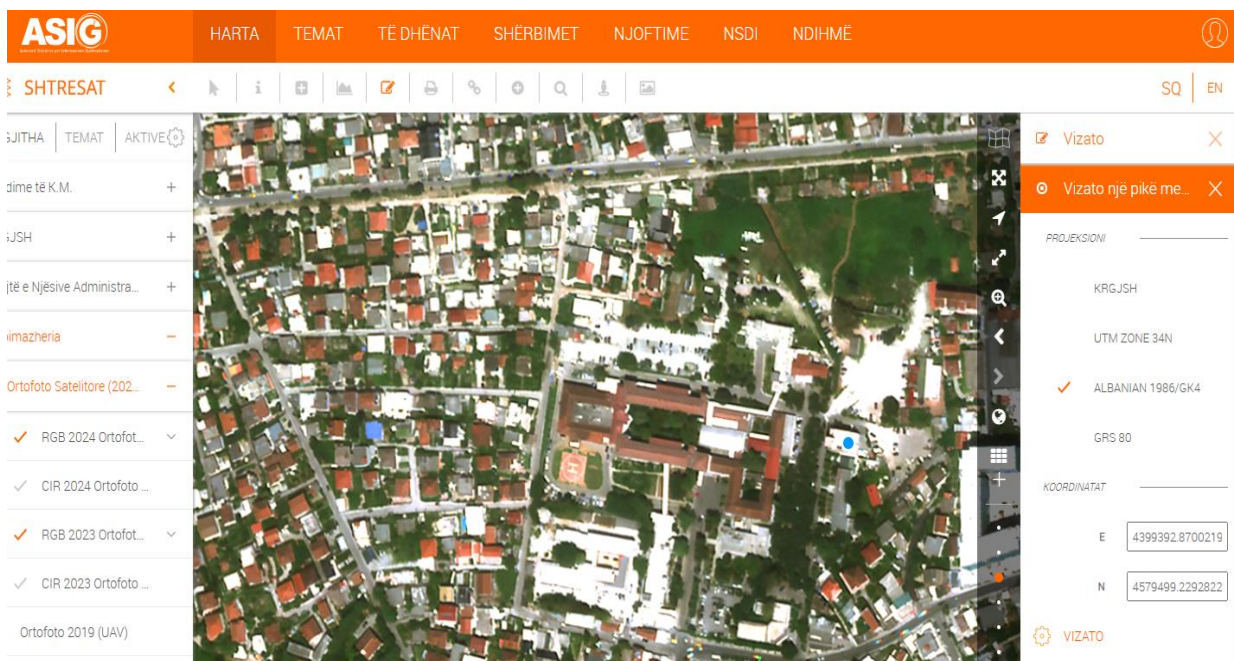 ASIG
HARTA TEMAT TË DHËNAT SHËRBIMET NJOFTIME NSDI NDIHMË
SHTRESAT
SQ EN
GJITHA TEMAT AKTIVE
dime të K.M.
GJSH
jtë e Njësive Administra...
imazheria
Ortofoto Satelitore (202...
RGB 2024 Ortofot...
CIR 2024 Ortofoto ...
RGB 2023 Ortofot...
CIR 2023 Ortofoto ...
Ortofoto 2019 (UAV)
H
Vizato
Vizato një pikë me...
PROJEKSIONI
KRGJSH
UTM ZONE 34N
ALBANIAN 1986/GK4
GRS 80
KOORDINATAT
E 4399392.8700219
N 4579499.2292822
VIZATO